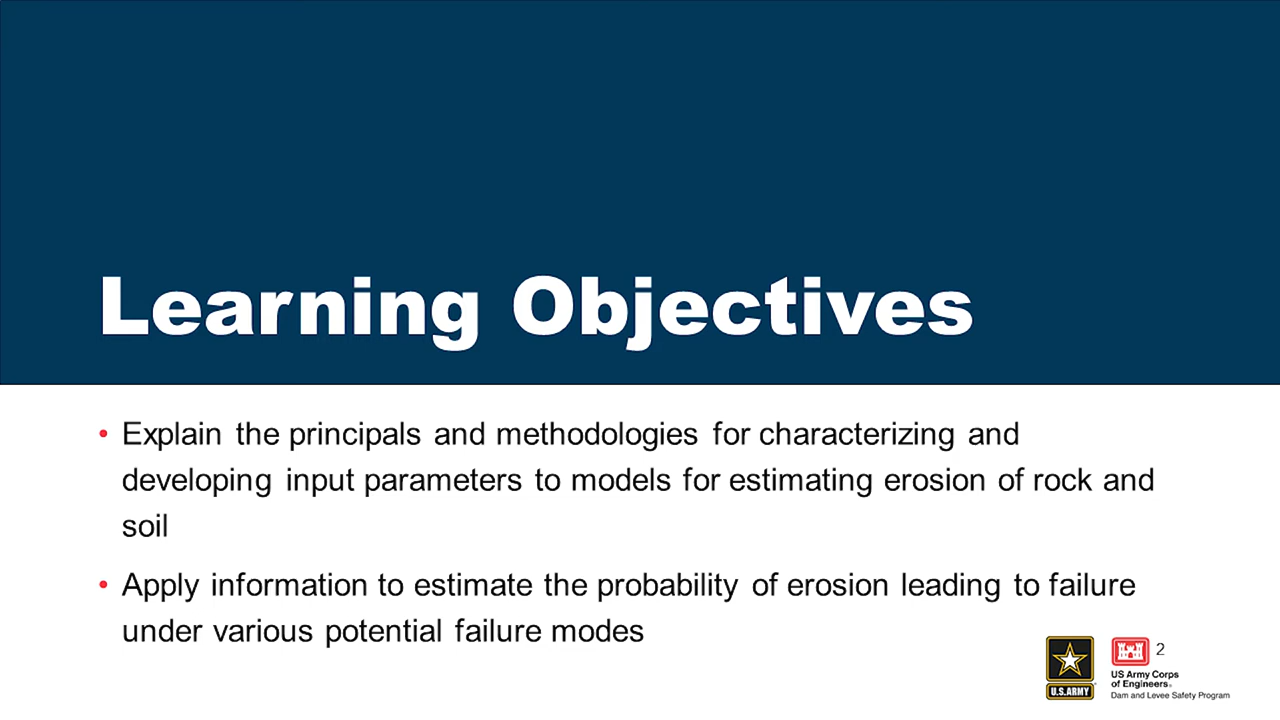 Learning Objectives
• Explain the principals and methodologies for characterizing and
developing input parameters to models for estimating erosion of rock and
soil
• Apply information to estimate the probability of erosion leading to failure
under various potential failure modes
2
U.S.ARMY
US Army Corps
of Engineers®
Dam and Levee Safety Program